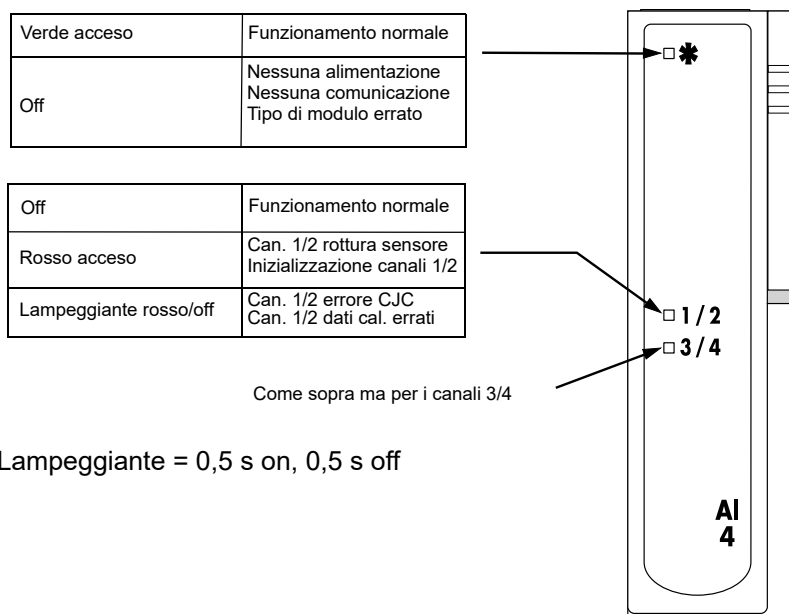 Verde acceso Funzionamento normale
Off Nessuna alimentazione
Nessuna comunicazione
Tipo di modulo errato
✱
Off Funzionamento normale
Rosso acceso Can. 1/2 rottura sensore
Inizializzazione canali 1/2
Lampeggiante rosso/off Can. 1/2 errore CJC
Can. 1/2 dati cal. errati
1/2
3/4
Come sopra ma per i canali 3/4
Lampeggiante = 0,5 s on, 0,5 s off
AI
4